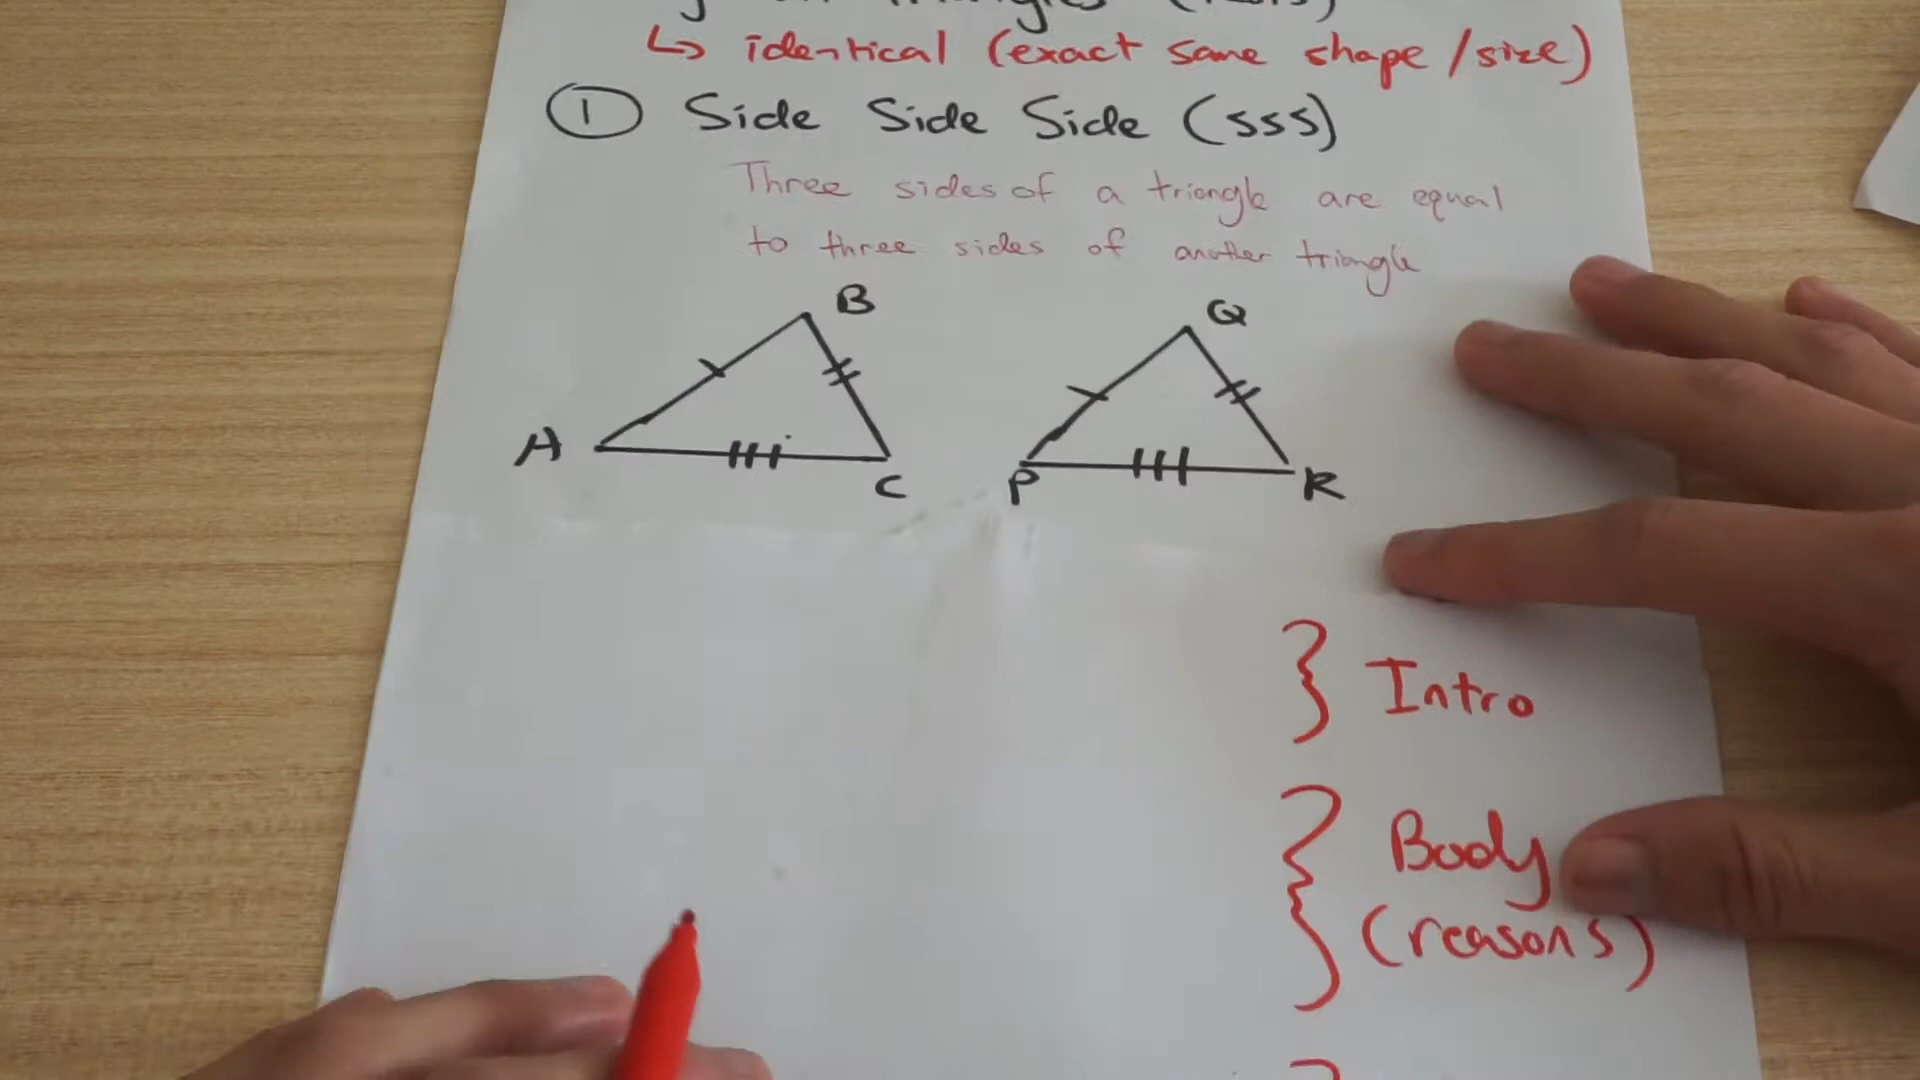 ↳ identical (exact same shape/size)
① Side Side Side (SSS)
Three sides of a triangle are equal
to three sides of another triangle
B
Q
A
C
P
R
Intro
Body
(reasons)